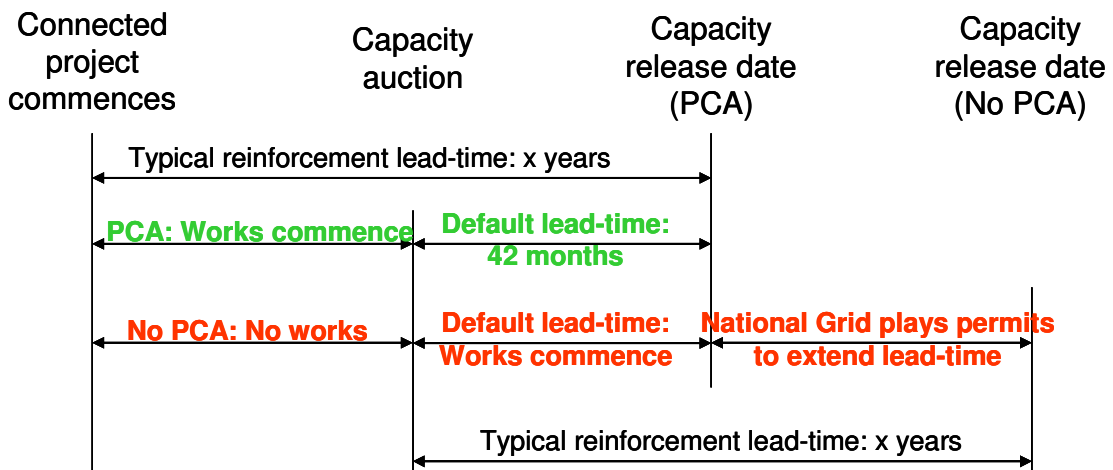 Connected
project
commences
Capacity
auction
Capacity
release date
(PCA)
Capacity
release date
(No PCA)
Typical reinforcement lead-time: x years
PCA: Works commence
Default lead-time:
42 months
No PCA: No works
Default lead-time:
Works commence
National Grid plays permits
to extend lead-time
Typical reinforcement lead-time: x years